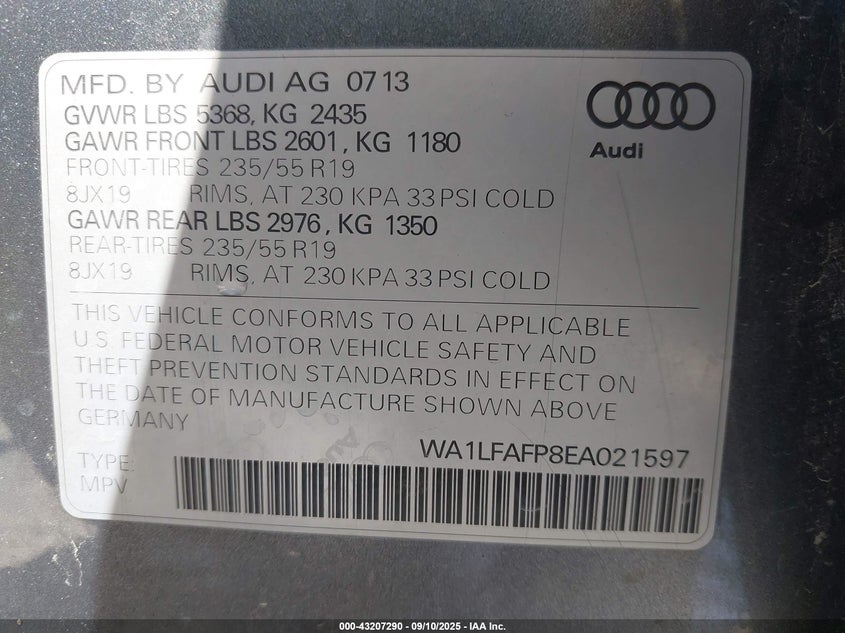 MFD. BY AUDI AG 07 13
GVWR LBS 5368, KG 2435
GAWR FRONT LBS 2601, KG 1180
FRONT-TIRES 235/55 R19
8JX19 RIMS, AT 230 KPA 33 PSI COLD
GAWR REAR LBS 2976, KG 1350
REAR-TIRES 235/55 R19
8JX19 RIMS, AT 230 KPA 33 PSI COLD
Audi
THIS VEHICLE CONFORMS TO ALL APPLICABLE
U.S. FEDERAL MOTOR VEHICLE SAFETY AND
THEFT PREVENTION STANDARDS IN EFFECT ON
THE DATE OF MANUFACTURE SHOWN ABOVE
GERMANY
WA1LFAFP8EA021597
TYPE:
MPV
000-43207290 - 09/10/2025 - IAA Inc.